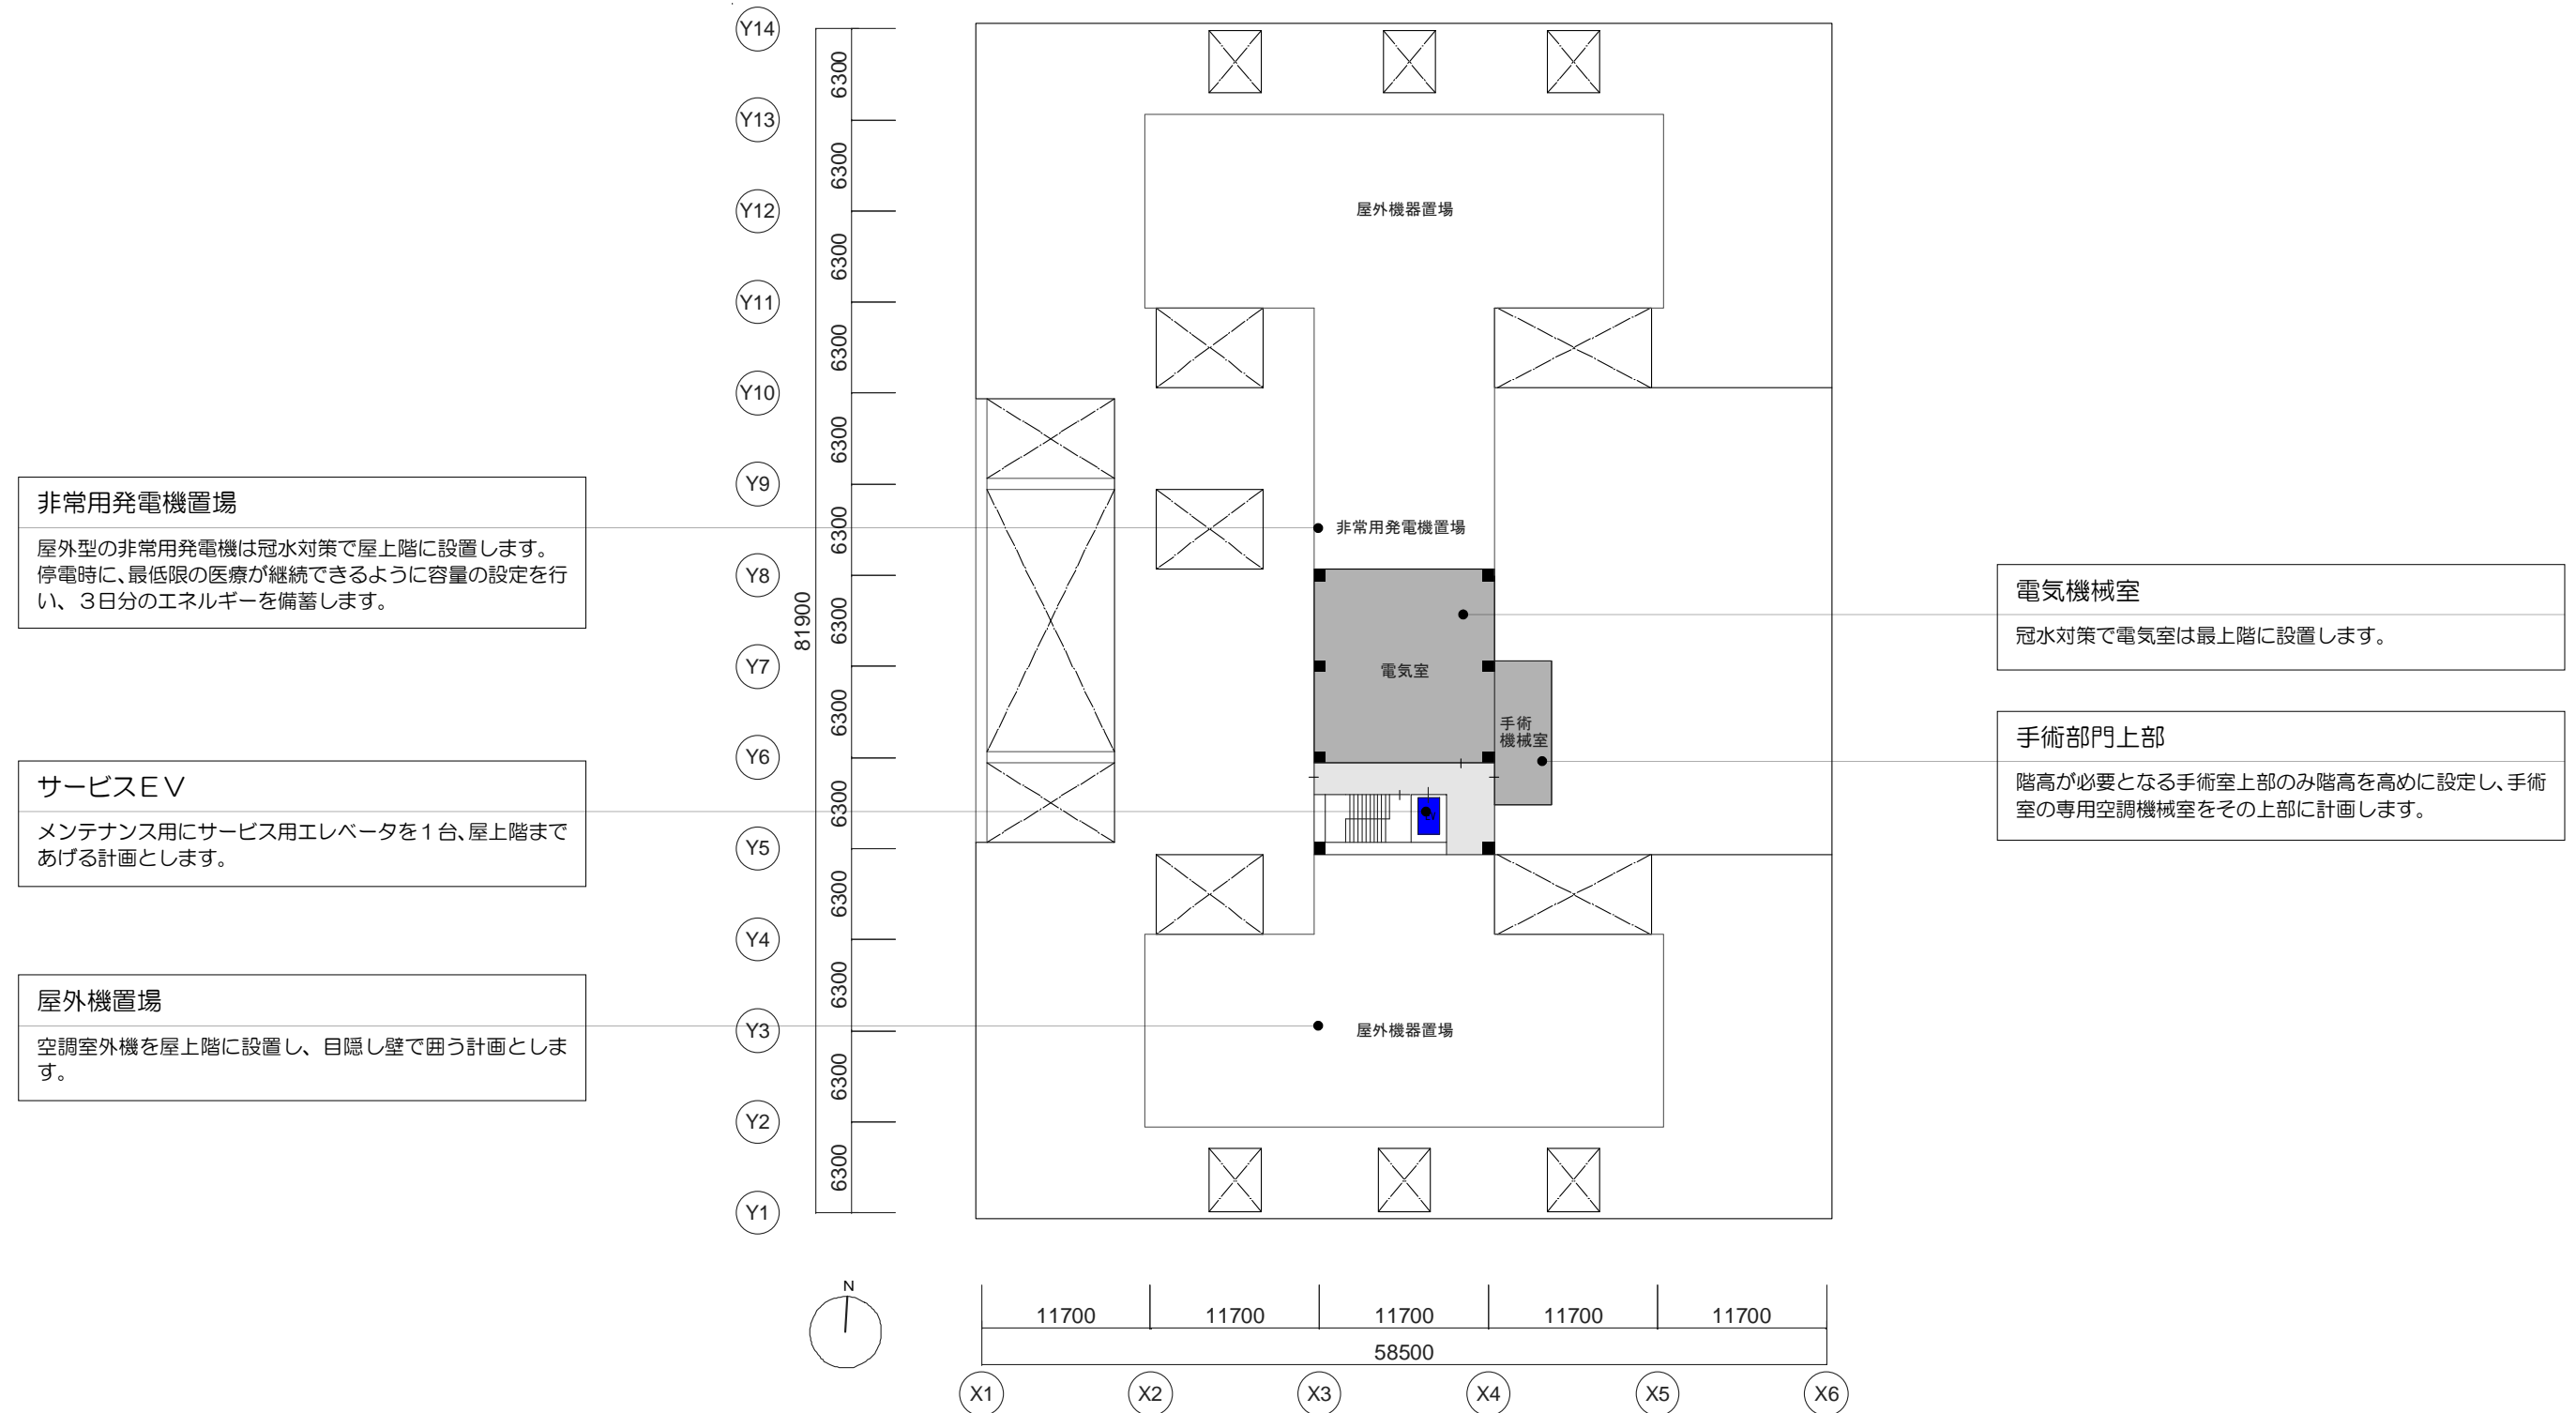 Y14
6300
Y13
6300
Y12
6300
Y11
6300
Y10
6300
Y9
6300
Y8
6300
Y7
6300
Y6
6300
Y5
6300
Y4
6300
Y3
6300
Y2
6300
Y1
81900
非常用発電機置場
屋外型の非常用発電機は冠水対策で屋上階に設置します。
停電時に、最低限の医療が継続できるように容量の設定を行
い、３日分のエネルギーを備蓄します。
サービスＥＶ
メンテナンス用にサービス用エレベータを１台、屋上階まで
あげる計画とします。
屋外機置場
空調室外機を屋上階に設置し、目隠し壁で囲う計画としま
す。
屋外機器置場
非常用発電機置場
電気室
手術
機械室
屋外機器置場
電気機械室
冠水対策で電気室は最上階に設置します。
手術部門上部
階高が必要となる手術室上部のみ階高を高めに設定し、手術
室の専用空調機械室をその上部に計画します。
N
11700 11700 11700 11700 11700
58500
X1 X2 X3 X4 X5 X6